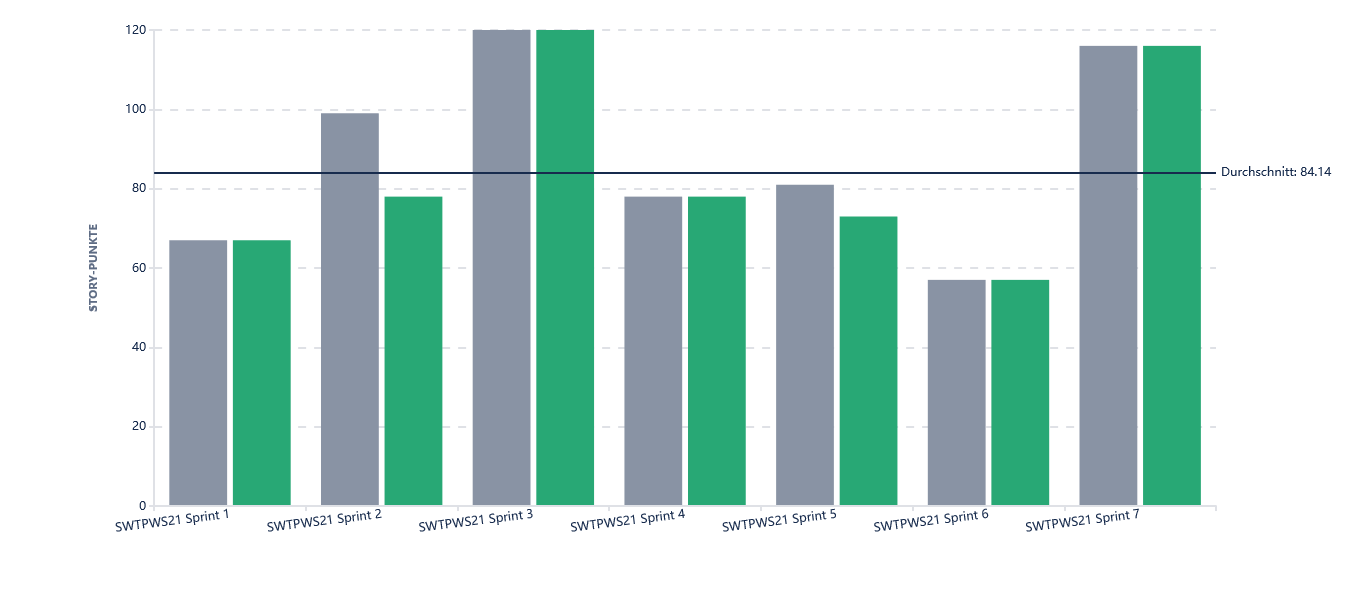 120
100
80
60
40
20
0
STORY-PUNKTE
Durchschnitt: 84.14
SWTPWS21 Sprint 1
SWTPWS21 Sprint 2
SWTPWS21 Sprint 3
SWTPWS21 Sprint 4
SWTPWS21 Sprint 5
SWTPWS21 Sprint 6
SWTPWS21 Sprint 7